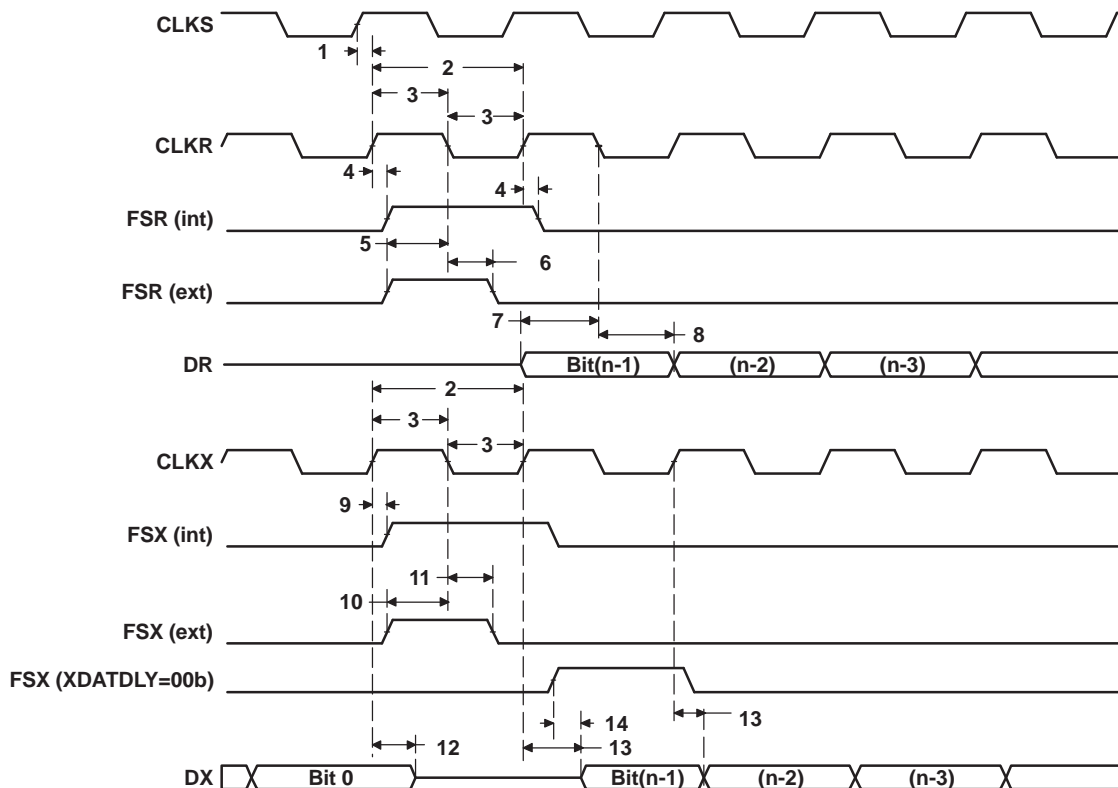 CLKS
1
2
3
3
CLKR
4
4
FSR (int)
5
6
FSR (ext)
7
8
DR
Bit(n-1)
(n-2)
(n-3)
2
3
3
CLKX
9
FSX (int)
11
10
FSX (ext)
FSX (XDATDLY=00b)
14
13
12
13
DX
Bit 0
Bit(n-1)
(n-2)
(n-3)